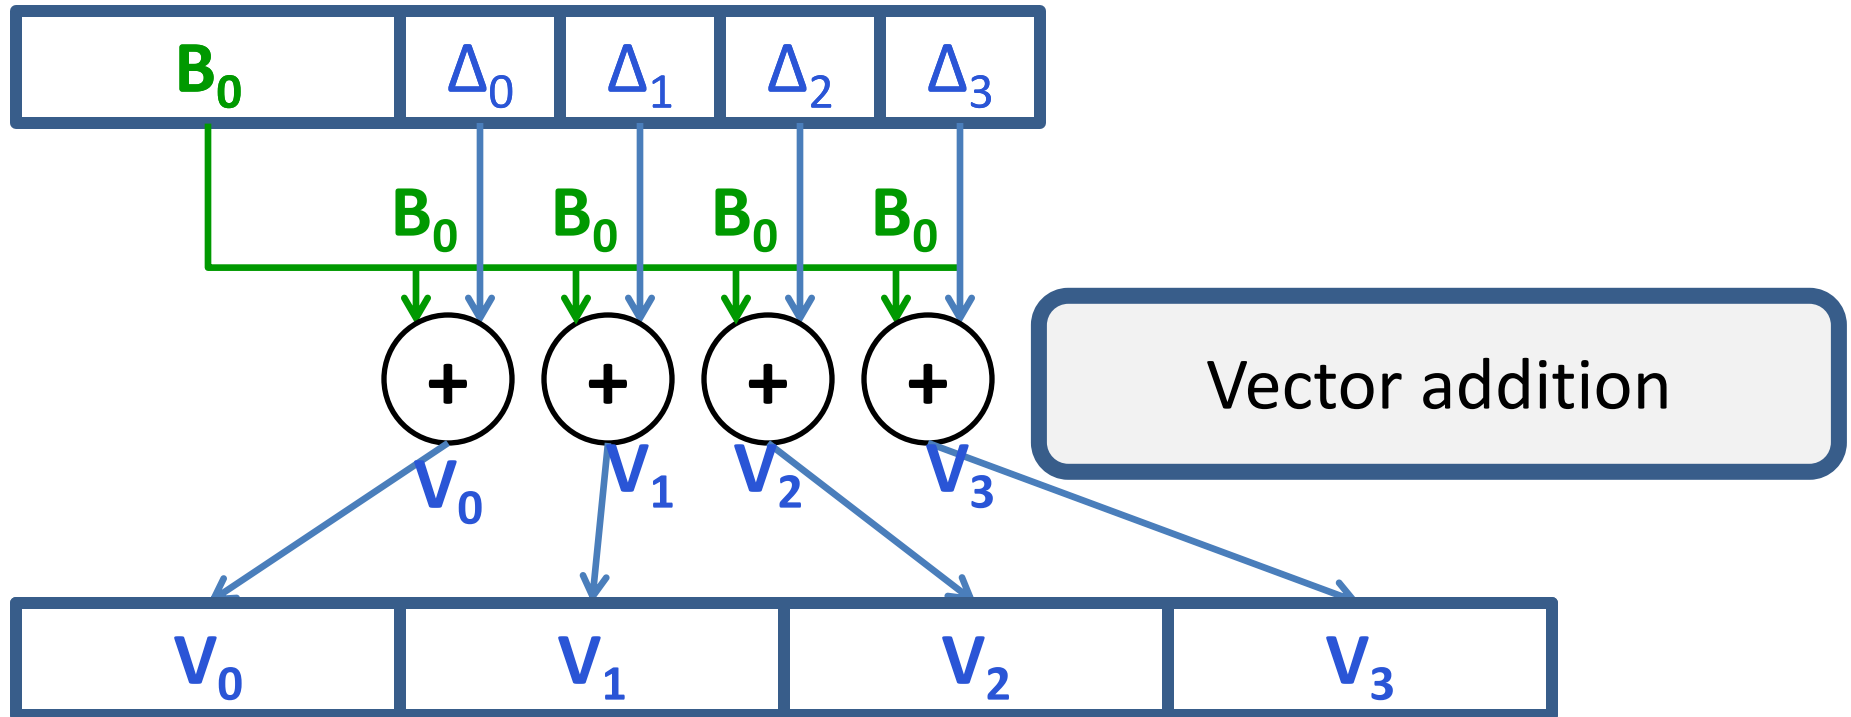 B₀ Δ₀ Δ₁ Δ₂ Δ₃
B₀ B₀ B₀ B₀
+ + + + Vector addition
V₀ V₁ V₂ V₃
V₀ V₁ V₂ V₃